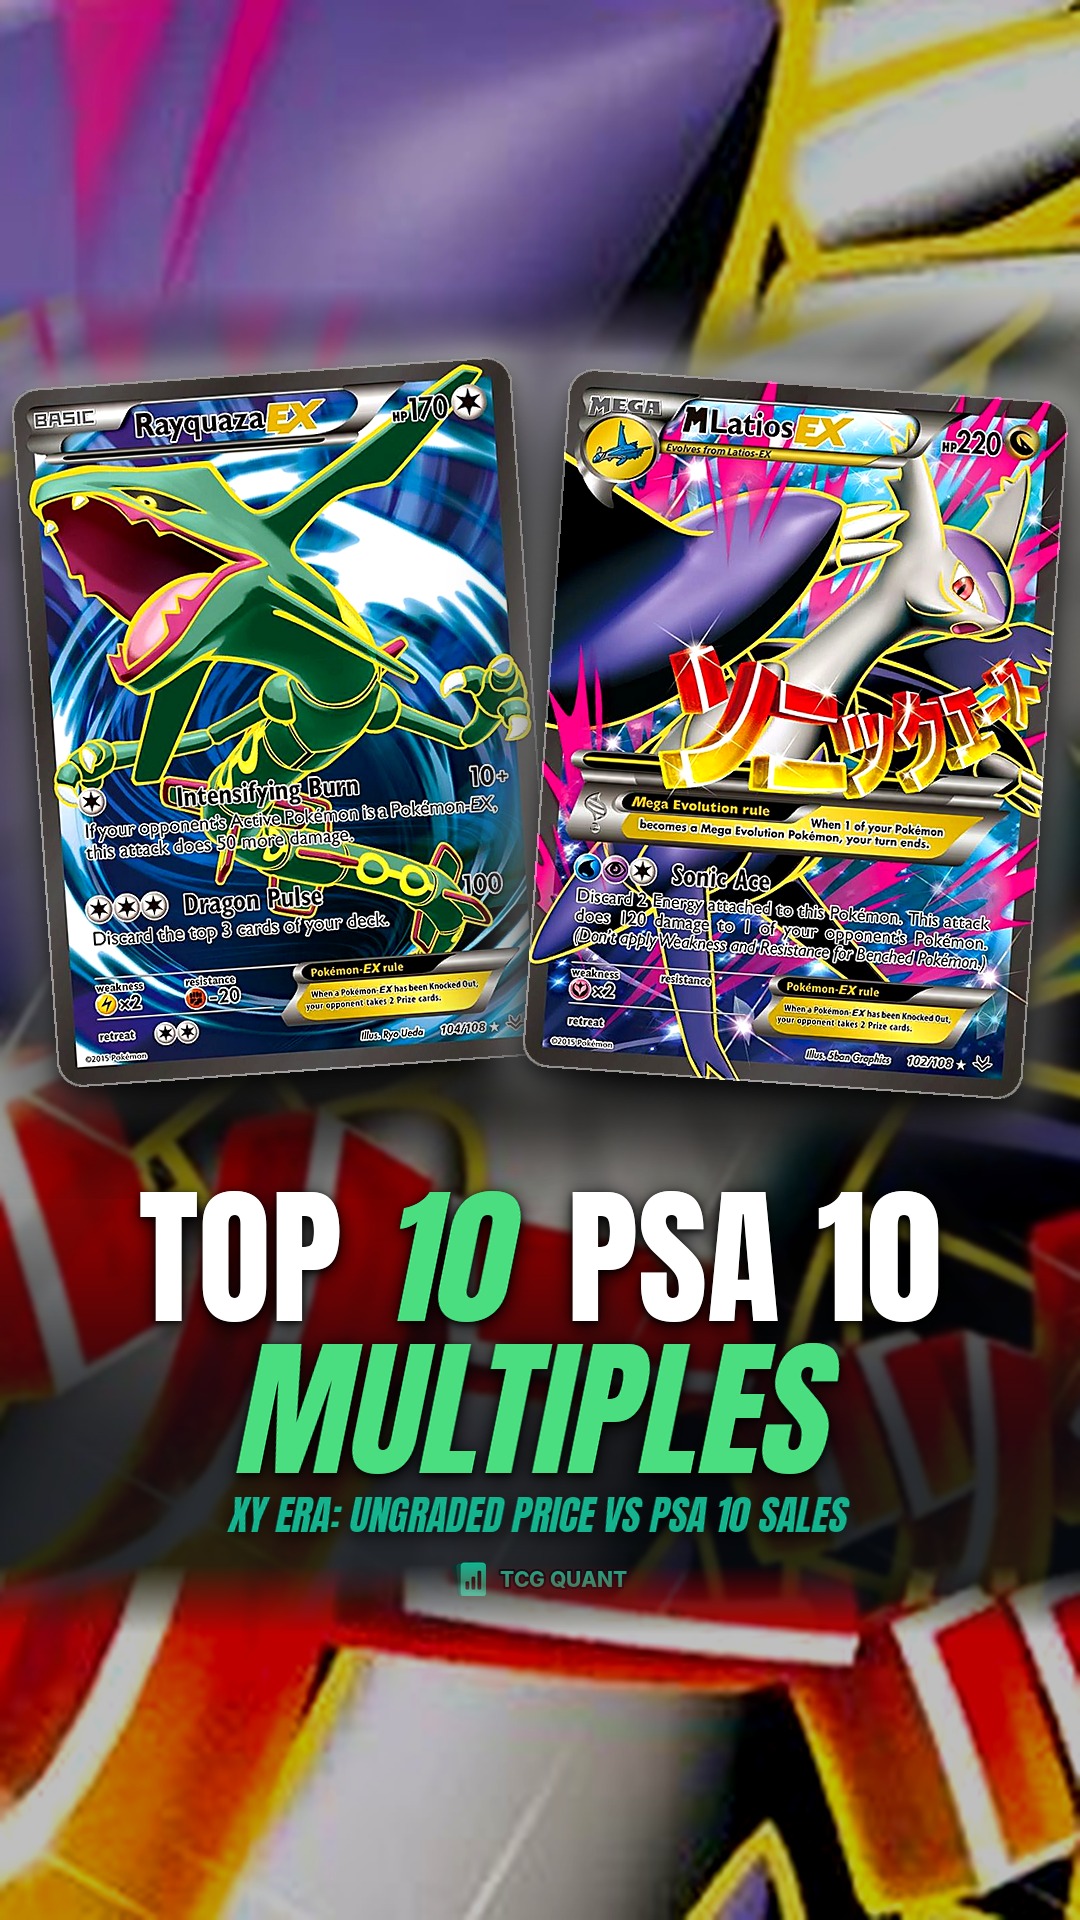 BASIC Rayquaza EX HP170
Intensifying Burn 10+
If your opponent's Active Pokémon is a Pokémon-EX,
this attack does 50 more damage.
Dragon Pulse 100
Discard the top 3 cards of your deck.
weakness resistance
×2 -20
retreat
Pokémon-EX rule
When a Pokémon-EX has been Knocked Out,
your opponent takes 2 Prize cards.
Illus. Ryo Ueda 104/108
©2015 Pokémon
MEGA M Latios EX HP220
Evolves from Latios-EX
ソニックエース
Mega Evolution rule
When 1 of your Pokémon
becomes a Mega Evolution Pokémon, your turn ends.
Sonic Ace
Discard 2 Energy attached to this Pokémon. This attack
does 120 damage to 1 of your opponent's Pokémon.
(Don't apply Weakness and Resistance for Benched Pokémon.)
weakness resistance
×2
retreat
Pokémon-EX rule
When a Pokémon-EX has been Knocked Out,
your opponent takes 2 Prize cards.
©2015 Pokémon
Illus. 5ban Graphics 102/108
TOP 10 PSA 10
MULTIPLES
XY ERA: UNGRADED PRICE VS PSA 10 SALES
TCG QUANT